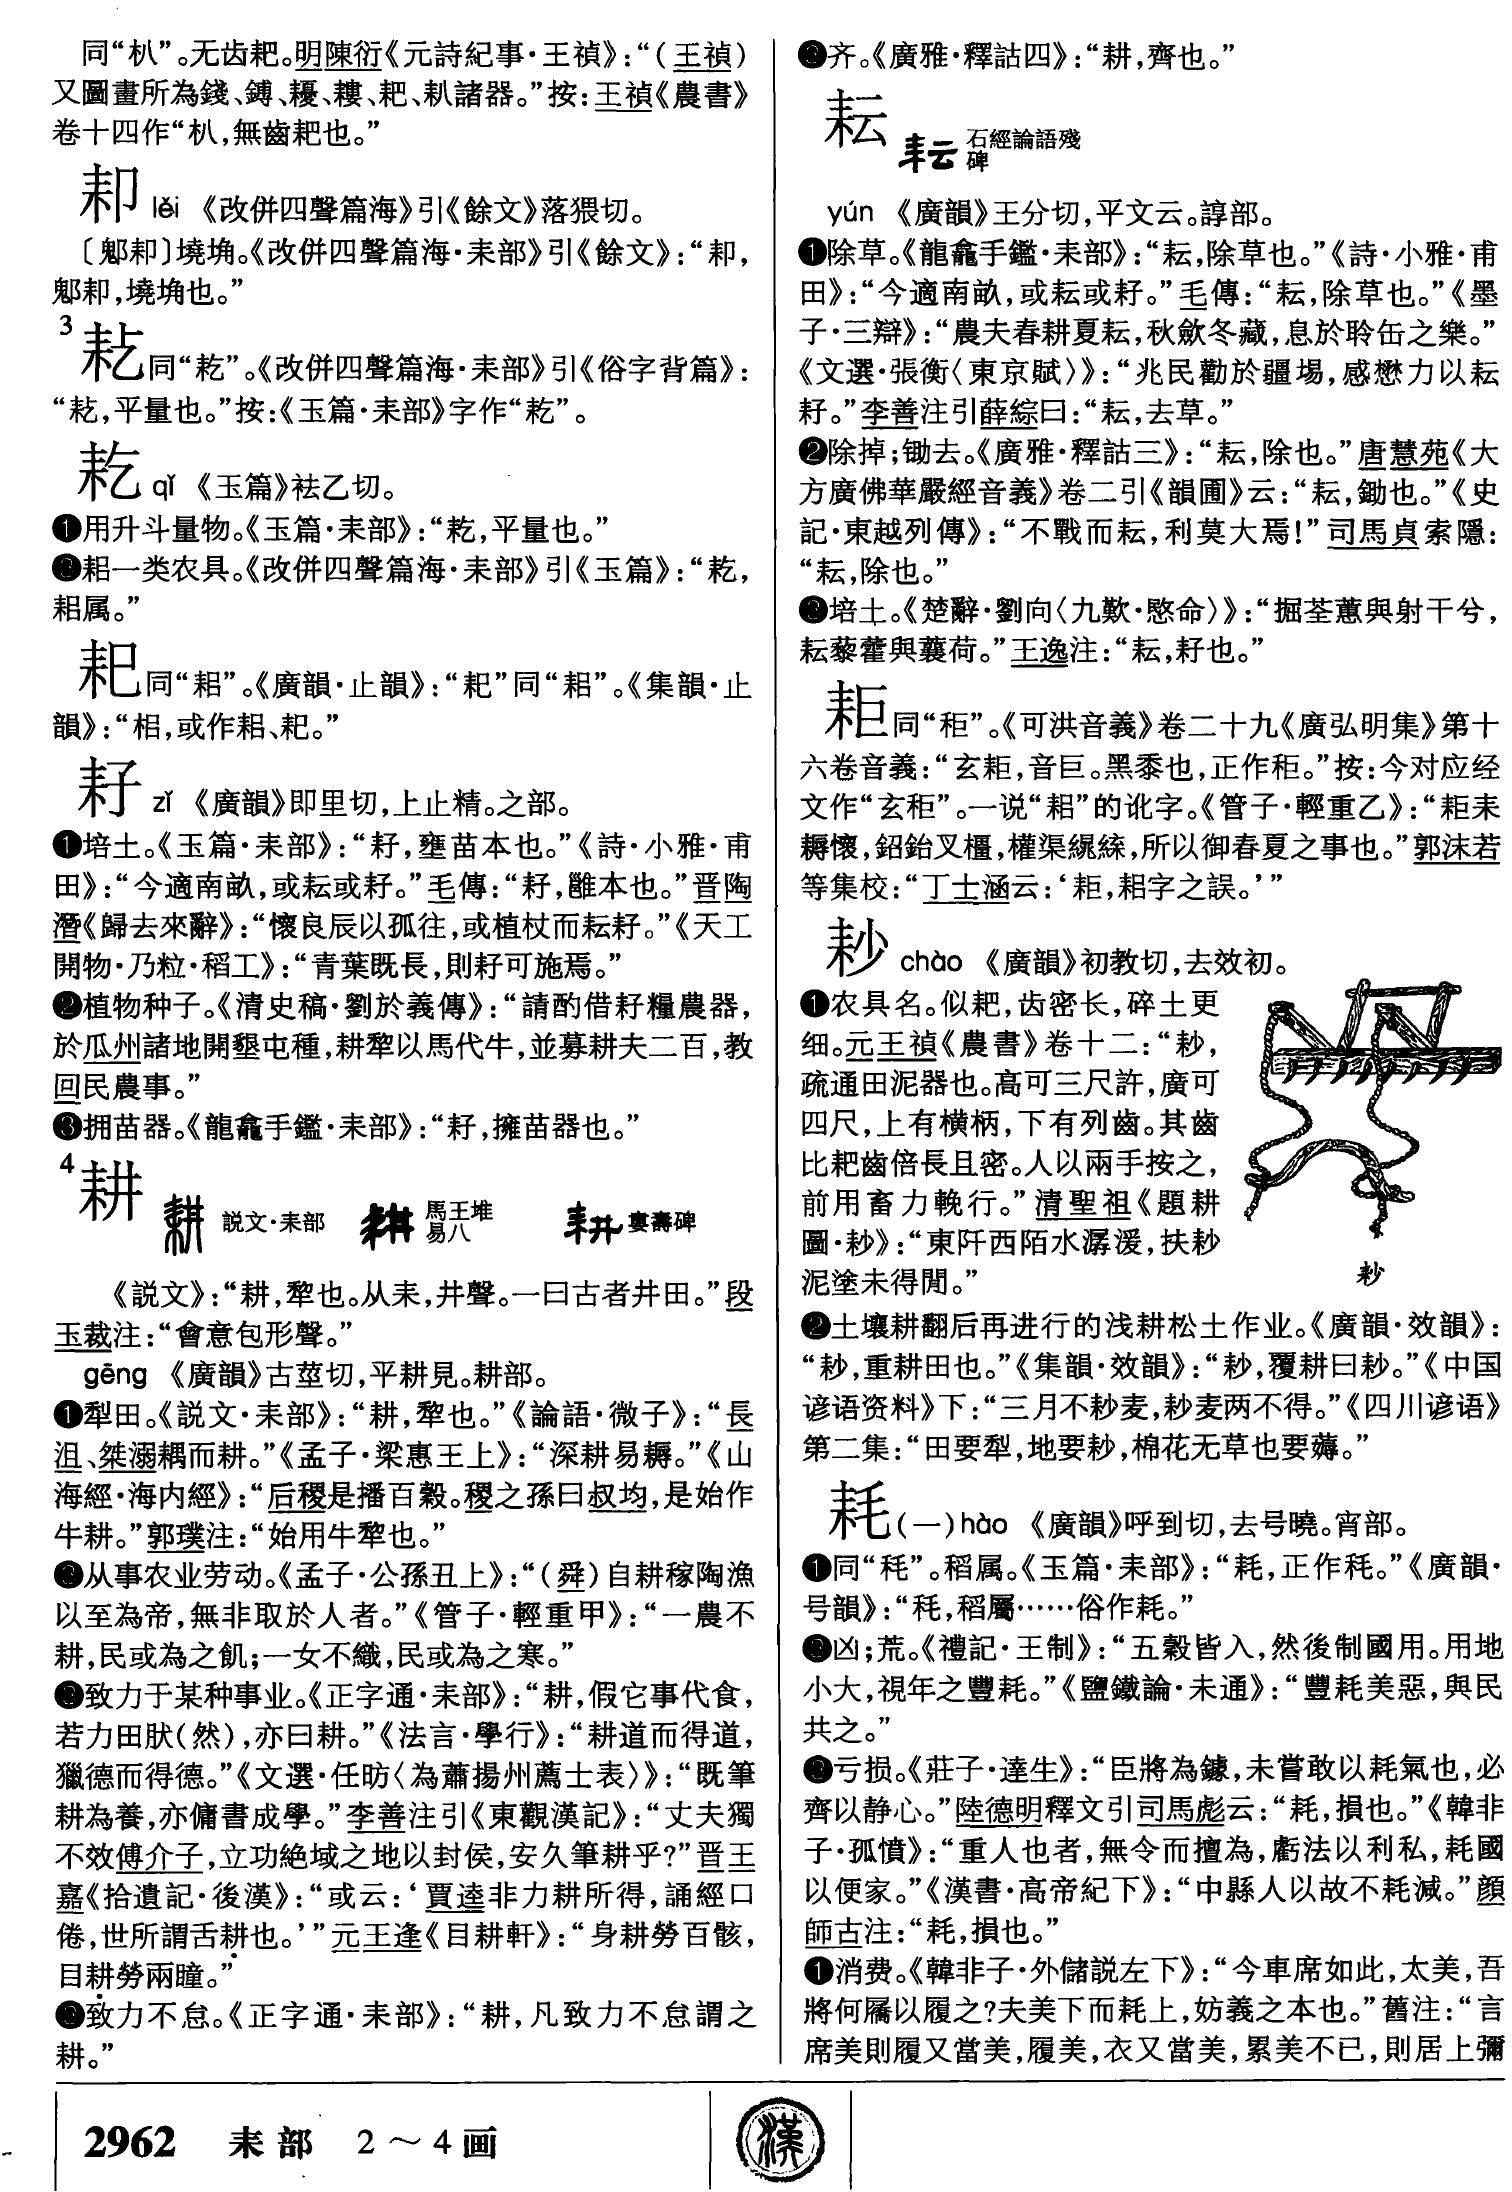 同“朳”。无齿耙。明陳衍《元詩紀事·王禎》：“（王禎）
又圖畫所為錢、鎛、耰、耬、耙、朳諸器。”按：王禎《農書》
卷十四作“朳，無齒耙也。”
lěi 《改併四聲篇海》引《餘文》落猥切。
墝埆。《改併四聲篇海·耒部》引《餘文》：
墝埆也。”
3
同“䎢”。《改併四聲篇海·耒部》引《俗字背篇》：
平量也。”按：《玉篇·耒部》字作“䎢”。
䎢 qǐ 《玉篇》袪乙切。
❶用升斗量物。《玉篇·耒部》：“䎢，平量也。”
❷耜一类农具。《改併四聲篇海·耒部》引《玉篇》：“䎢，
耜属。”
同“耜”。《廣韻·止韻》：同“耜”。《集韻·止
韻》：“梠，或作耜、
耔 zǐ 《廣韻》即里切，上止精。之部。
❶培土。《玉篇·耒部》：“耔，壅苗本也。”《詩·小雅·甫
田》：“今適南畝，或耘或耔。”毛傳：“耔，雝本也。”晋陶
潛《歸去來辭》：“懷良辰以孤往，或植杖而耘耔。”《天工
開物·乃粒·稻工》：“青葉既長，則耔可施焉。”
❷植物种子。《清史稿·劉於義傳》：“請酌借耔糧農器，
於瓜州諸地開墾屯種，耕犂以馬代牛，並募耕夫二百，教
回民農事。”
❸拥苗器。《龍龕手鑑·耒部》：“耔，擁苗器也。”
4
耕 耕 説文·耒部 耕 馬王堆易八 耕 婁壽碑
《説文》：“耕，犂也。从耒，井聲。一曰古者井田。”段
玉裁注：“會意包形聲。”
gēng 《廣韻》古莖切，平耕見。耕部。
❶犁田。《説文·耒部》：“耕，犂也。”《論語·微子》：“長
沮、桀溺耦而耕。”《孟子·梁惠王上》：“深耕易耨。”《山
海經·海内經》：“后稷是播百穀。稷之孫曰叔均，是始作
牛耕。”郭璞注：“始用牛犂也。”
❷从事农业劳动。《孟子·公孫丑上》：“（舜）自耕稼陶漁
以至為帝，無非取於人者。”《管子·輕重甲》：“一農不
耕，民或為之飢；一女不織，民或為之寒。”
❸致力于某种事业。《正字通·耒部》：“耕，假它事代食，
若力田肰（然），亦曰耕。”《法言·學行》：“耕道而得道，
獵德而得德。”《文選·任昉〈為蕭揚州薦士表〉》：“既筆
耕為養，亦傭書成學。”李善注引《東觀漢記》：“丈夫獨
不效傅介子，立功絶域之地以封侯，安久筆耕乎？”晋王
嘉《拾遺記·後漢》：“或云：‘賈逵非力耕所得，誦經口
倦，世所謂舌耕也。’”元王逢《目耕軒》：“身耕勞百骸，
目耕勞兩瞳。”
❹致力不怠。《正字通·耒部》：“耕，凡致力不怠謂之
耕。”
❺齐。《廣雅·釋詁四》：“耕，齊也。”
耘 耘 石經論語殘碑
yún 《廣韻》王分切，平文云。諄部。
❶除草。《龍龕手鑑·耒部》：“耘，除草也。”《詩·小雅·甫
田》：“今適南畝，或耘或耔。”毛傳：“耘，除草也。”《墨
子·三辯》：“農夫春耕夏耘，秋歛冬藏，息於聆缶之樂。”
《文選·張衡〈東京賦〉》：“兆民勸於疆場，感懋力以耘
耔。”李善注引薛綜曰：“耘，去草。”
❷除掉；锄去。《廣雅·釋詁三》：“耘，除也。”唐慧苑《大
方廣佛華嚴經音義》卷二引《韻圃》云：“耘，鋤也。”《史
記·東越列傳》：“不戰而耘，利莫大焉！”司馬貞索隱：
“耘，除也。”
❸培土。《楚辭·劉向〈九歎·愍命〉》：“掘荃蕙與射干兮，
耘藜藿與蘘荷。”王逸注：“耘，耔也。”
耟同“秬”。《可洪音義》卷二十九《廣弘明集》第十
六卷音義：“玄耟，音巨。黑黍也，正作秬。”按：今对应经
文作“玄秬”。一说“耜”的讹字。《管子·輕重乙》：“耟耒
耨懷，鉊鈶叉橿，權渠繉緤，所以御春夏之事也。”郭沫若
等集校：“丁士涵云：‘耟，耜字之誤。’”
耖 chào 《廣韻》初教切，去效初。
❶农具名。似耙，齿密长，碎土更
细。元王禎《農書》卷十二：“耖，
疏通田泥器也。高可三尺許，廣可
四尺，上有横柄，下有列齒。其齒
比耙齒倍長且密。人以兩手按之，
前用畜力輓行。”清聖祖《題耕
圖·耖》：“東阡西陌水潺湲，扶耖
泥塗未得閒。”
耖
❷土壤耕翻后再进行的浅耕松土作业。《廣韻·效韻》：
“耖，重耕田也。”《集韻·效韻》：“耖，覆耕曰耖。”《中国
谚语资料》下：“三月不耖麦，耖麦两不得。”《四川谚语》
第二集：“田要犁，地要耖，棉花无草也要薅。”
耗（一）hào 《廣韻》呼到切，去号曉。宵部。
❶同“秏”。稻属。《玉篇·耒部》：“耗，正作秏。”《廣韻·
号韻》：“秏，稻屬……俗作耗。”
❷凶；荒。《禮記·王制》：“五穀皆入，然後制國用。用地
小大，視年之豐耗。”《鹽鐵論·未通》：“豐耗美惡，與民
共之。”
❸亏损。《莊子·達生》：“臣將為鐻，未嘗敢以耗氣也，必
齊以静心。”陸德明釋文引司馬彪云：“耗，損也。”《韓非
子·孤憤》：“重人也者，無令而擅為，虧法以利私，耗國
以便家。”《漢書·高帝紀下》：“中縣人以故不耗減。”顔
師古注：“耗，損也。”
❹消费。《韓非子·外儲説左下》：“今車席如此，太美，吾
將何屩以履之？夫美下而耗上，妨義之本也。”舊注：“言
席美則履又當美，履美，衣又當美，累美不已，則居上彌
2962 耒部 2～4画
漢